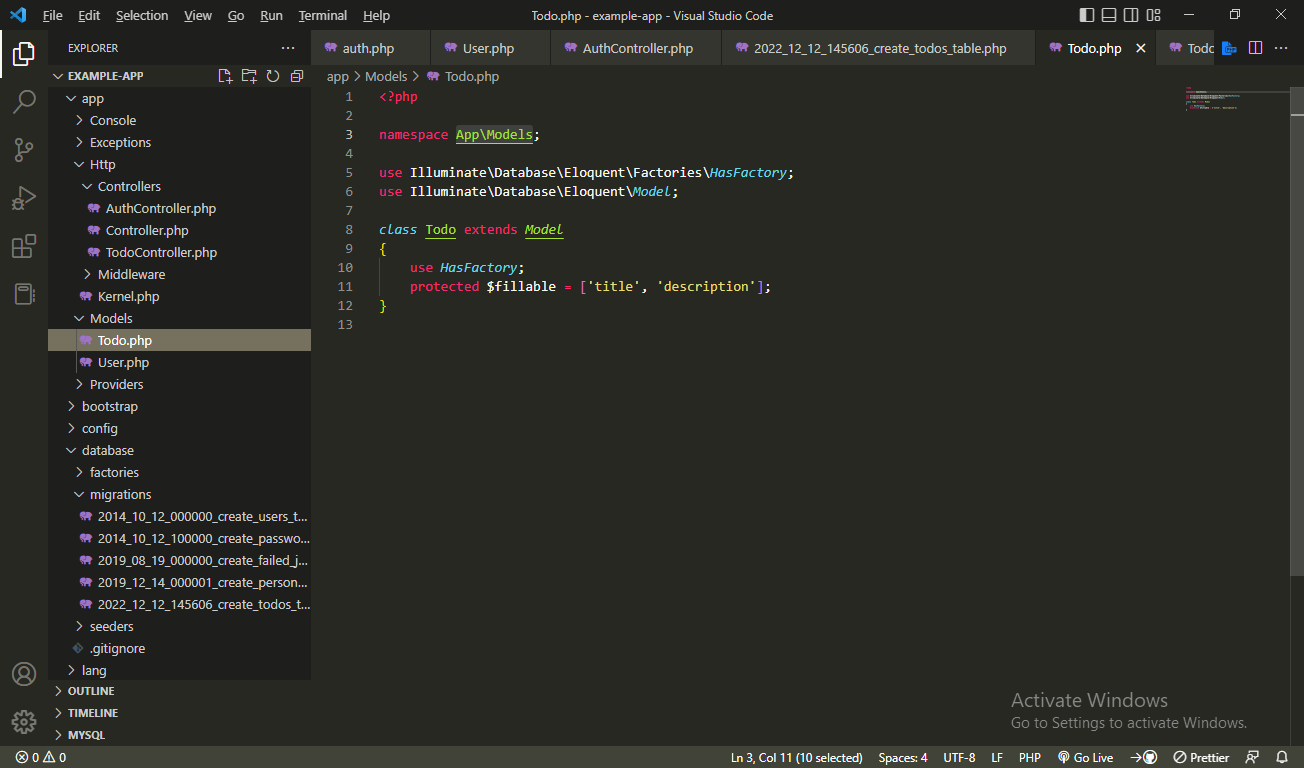 File Edit Selection View Go Run Terminal Help
Todo.php - example-app - Visual Studio Code
EXPLORER
auth.php
User.php
AuthController.php
2022_12_12_145606_create_todos_table.php
Todo.php
Todc
EXAMPLE-APP
app
Console
Exceptions
Http
Controllers
AuthController.php
Controller.php
TodoController.php
Middleware
Kernel.php
Models
Todo.php
User.php
Providers
bootstrap
config
database
factories
migrations
2014_10_12_000000_create_users_t...
2014_10_12_100000_create_passwo...
2019_08_19_000000_create_failed_j...
2019_12_14_000001_create_person...
2022_12_12_145606_create_todos_t...
seeders
.gitignore
lang
OUTLINE
TIMELINE
MYSQL
app > Models > Todo.php
1 <?php
2
3 namespace App\Models;
4
5 use Illuminate\Database\Eloquent\Factories\HasFactory;
6 use Illuminate\Database\Eloquent\Model;
7
8 class Todo extends Model
9 {
10 use HasFactory;
11 protected $fillable = ['title', 'description'];
12 }
13
Activate Windows
Go to Settings to activate Windows.
0 0
Ln 3, Col 11 (10 selected) Spaces: 4 UTF-8 LF PHP Go Live Prettier